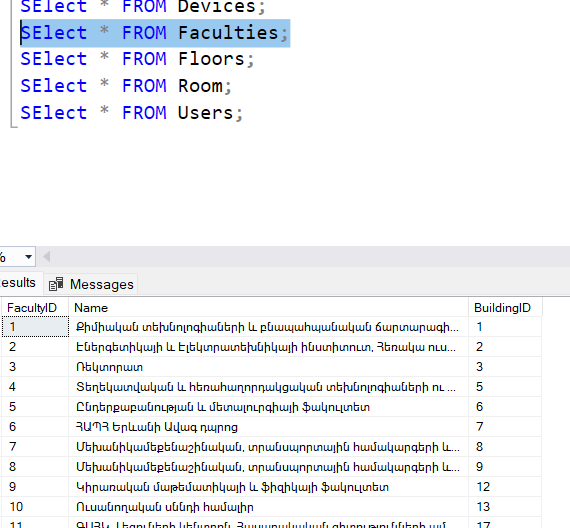 SElect * FROM Devices;
SElect * FROM Faculties;
SElect * FROM Floors;
SElect * FROM Room;
SElect * FROM Users;
%
esults Messages
FacultyID Name BuildingID
1 Քիմիական տեխնոլոգիաների և բնապահպանական ճարտարագի... 1
2 Էներգետիկայի և Էլեկտրատեխնիկայի ինստիտուտ, Հեռակա ուս... 2
3 Ռեկտորատ 3
4 Տեղեկատվական և հեռահաղորդակցական տեխնոլոգիաների ու ... 5
5 Ընդերքաբանության և մետալուրգիայի ֆակուլտետ 6
6 ՀԱՊՀ Երևանի Ավագ դպրոց 7
7 Մեխանիկամեքենաշինական, տրանսպորտային համակարգերի և... 8
8 Մեխանիկամեքենաշինական, տրանսպորտային համակարգերի և... 9
9 Կիրառական մաթեմատիկայի և ֆիզիկայի ֆակուլտետ 12
10 Ուսանողական սննդի համալիր 13
11 17